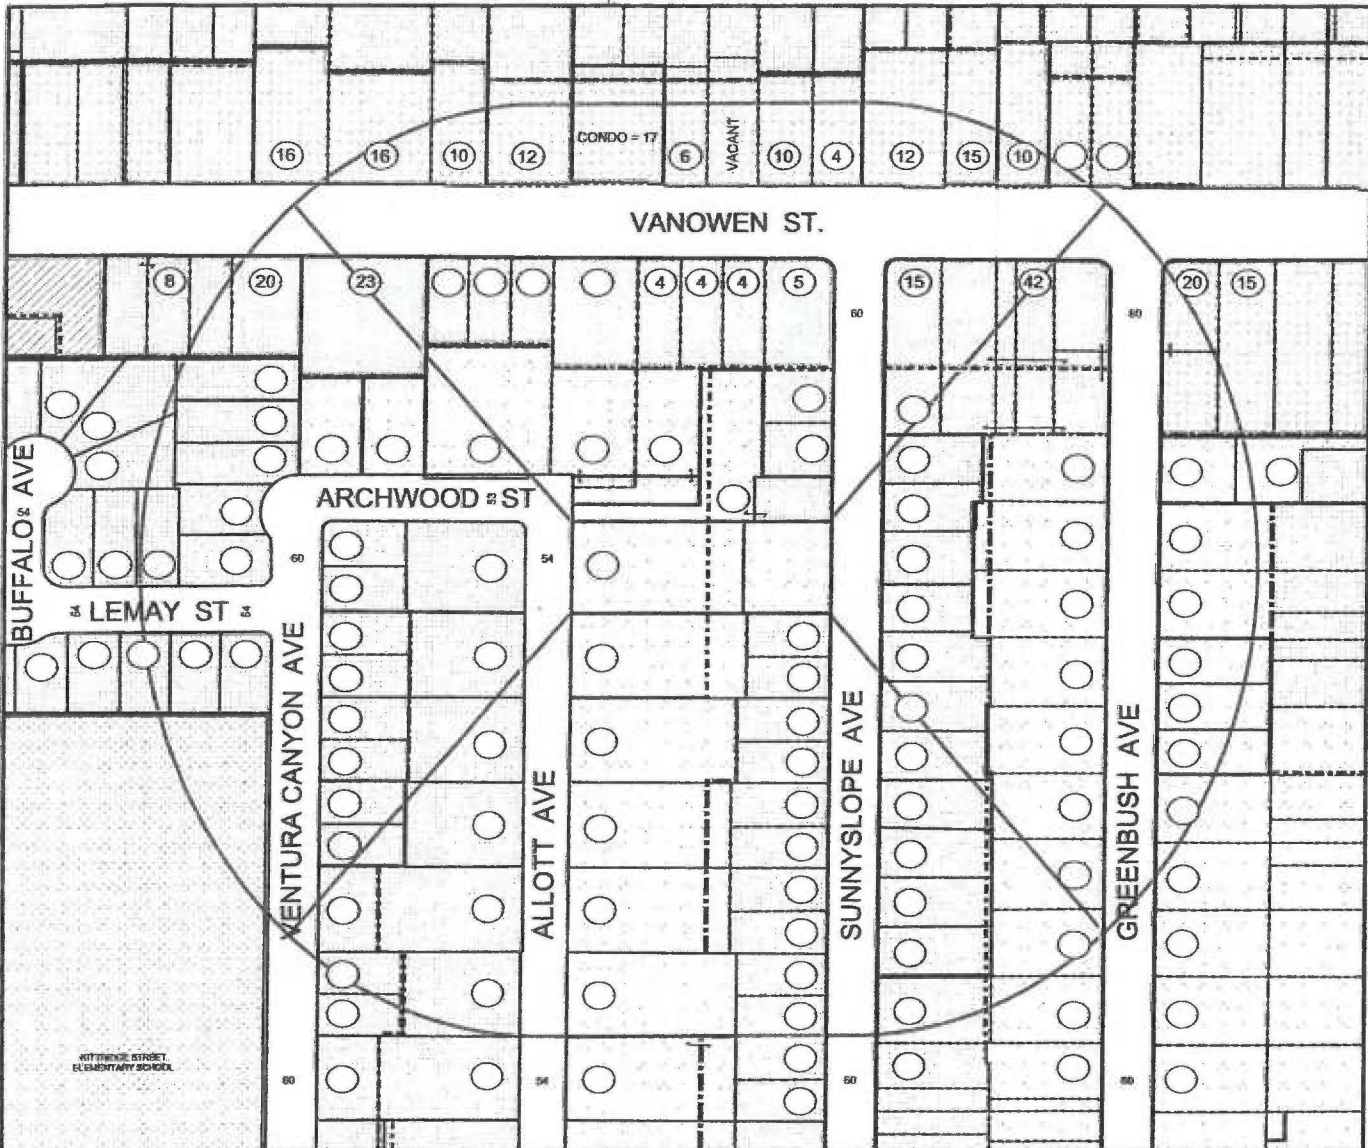 CONDO = 17
VACANT
16
16
10
12
6
10
4
12
15
10
VANOWEN ST.
8
20
23
4
4
4
5
15
42
20
15
60
60
BUFFALO AVE
54
ARCHWOOD 53 ST
60
54
54 LEMAY ST 54
VENTURA CANYON AVE
ALLOTT AVE
SUNNYSLOPE AVE
GREENBUSH AVE
KITTRIDGE STREET
ELEMENTARY SCHOOL
60
54
60
60